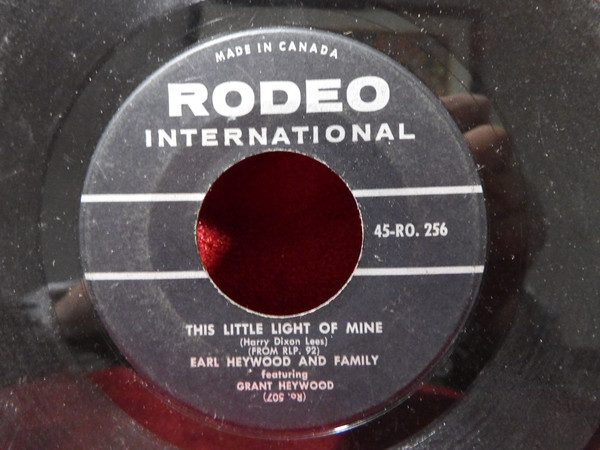 MADE IN CANADA
RODEO
INTERNATIONAL
45-RO. 256
THIS LITTLE LIGHT OF MINE
(Harry Dixon Lees)
(FROM RLP. 92)
EARL HEYWOOD AND FAMILY
featuring
GRANT HEYWOOD
(Ro. 507)